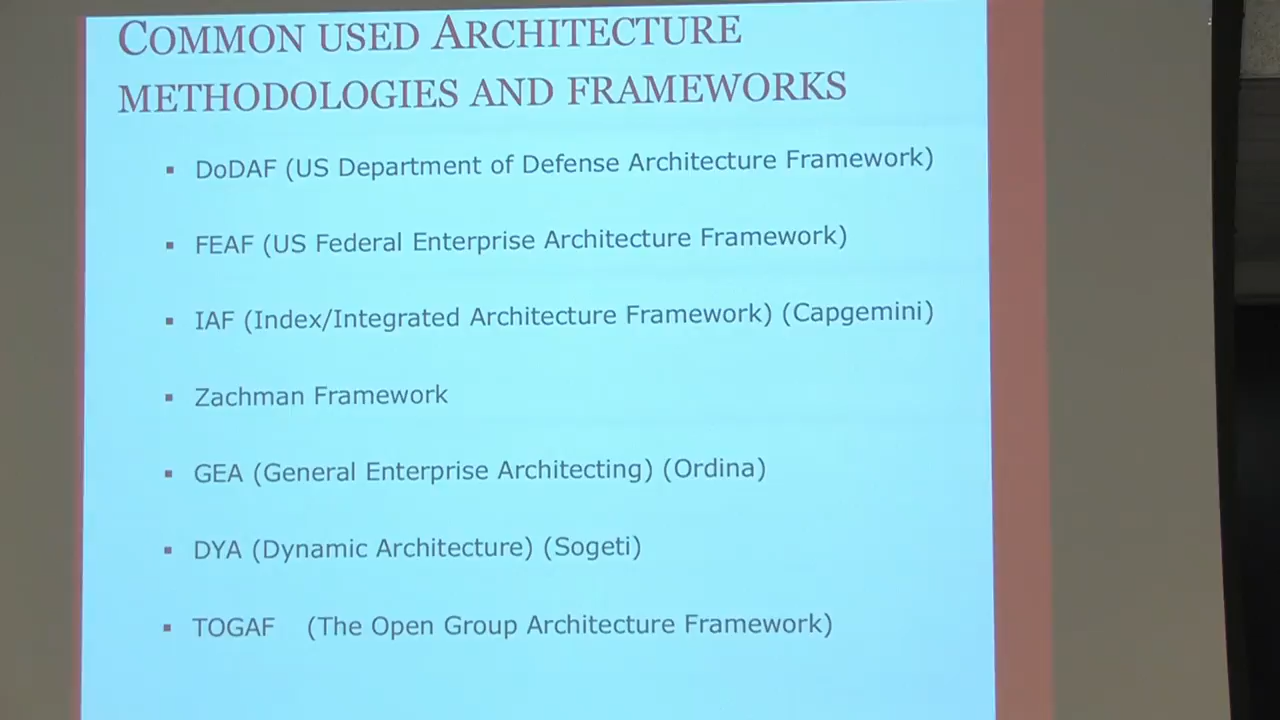 COMMON USED ARCHITECTURE
METHODOLOGIES AND FRAMEWORKS
▪ DoDAF (US Department of Defense Architecture Framework)
▪ FEAF (US Federal Enterprise Architecture Framework)
▪ IAF (Index/Integrated Architecture Framework) (Capgemini)
▪ Zachman Framework
▪ GEA (General Enterprise Architecting) (Ordina)
▪ DYA (Dynamic Architecture) (Sogeti)
▪ TOGAF (The Open Group Architecture Framework)